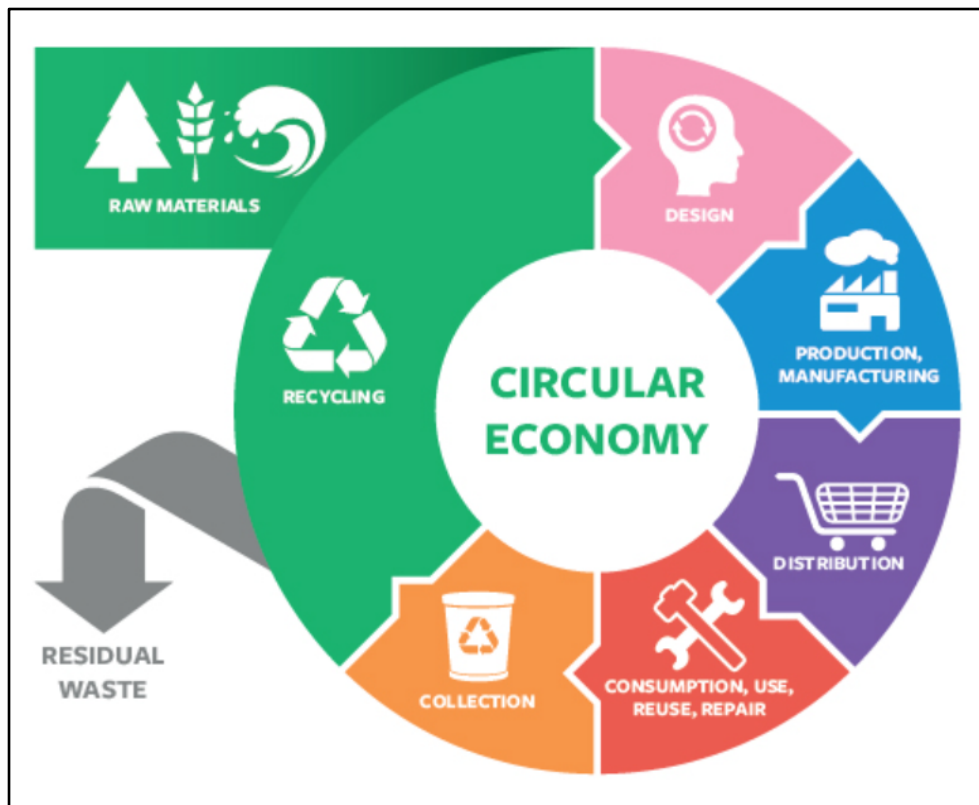 RAW MATERIALS
DESIGN
PRODUCTION,
MANUFACTURING
DISTRIBUTION
CONSUMPTION, USE,
REUSE, REPAIR
COLLECTION
RECYCLING
RESIDUAL
WASTE
CIRCULAR
ECONOMY